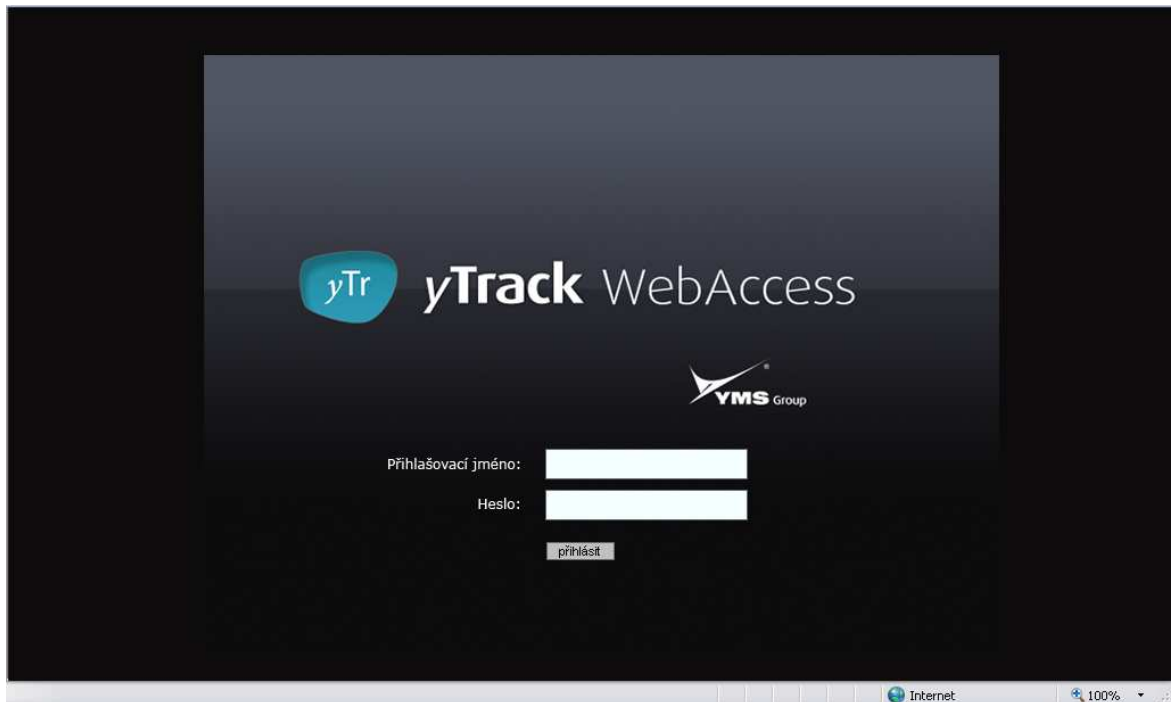 yTr yTrack WebAccess
YMS Group ®
Přihlašovací jméno:
Heslo:
přihlásit
Internet 100%